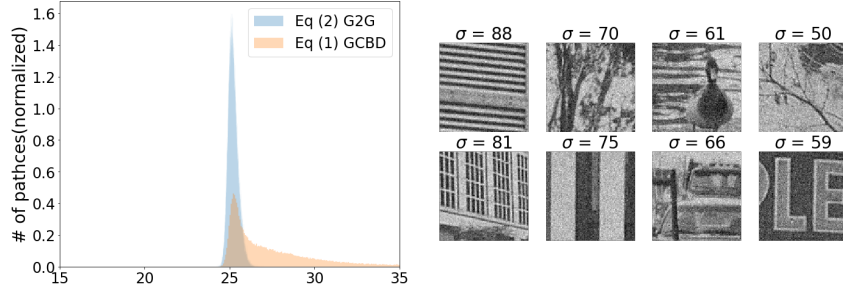 # of pathces(normalized)
1.6
1.4
1.2
1.0
0.8
0.6
0.4
0.2
0.0
15 20 25 30 35
Eq (2) G2G
Eq (1) GCBD
σ = 88 σ = 70 σ = 61 σ = 50
σ = 81 σ = 75 σ = 66 σ = 59
LE